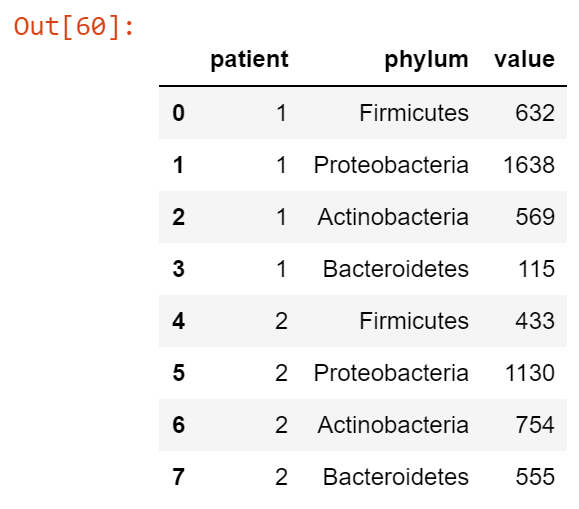 Out[60]:
patient phylum value
0 1 Firmicutes 632
1 1 Proteobacteria 1638
2 1 Actinobacteria 569
3 1 Bacteroidetes 115
4 2 Firmicutes 433
5 2 Proteobacteria 1130
6 2 Actinobacteria 754
7 2 Bacteroidetes 555